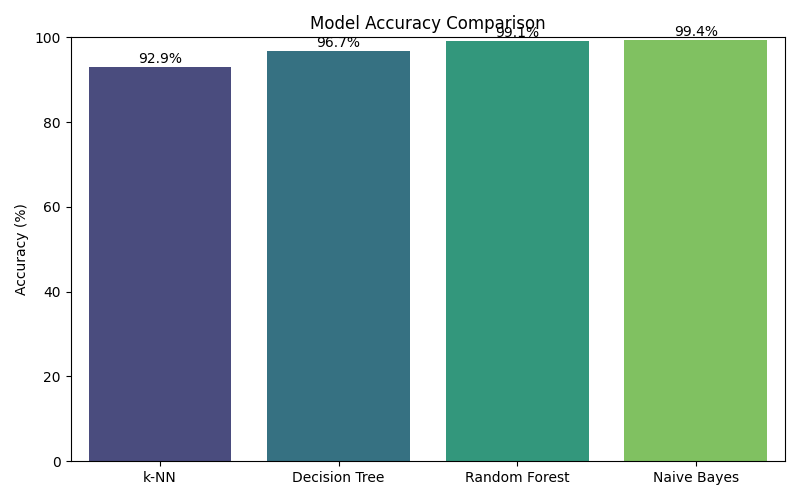 Model Accuracy Comparison
92.9%
96.7%
99.1%
99.4%
Accuracy (%)
100
80
60
40
20
0
k-NN
Decision Tree
Random Forest
Naive Bayes